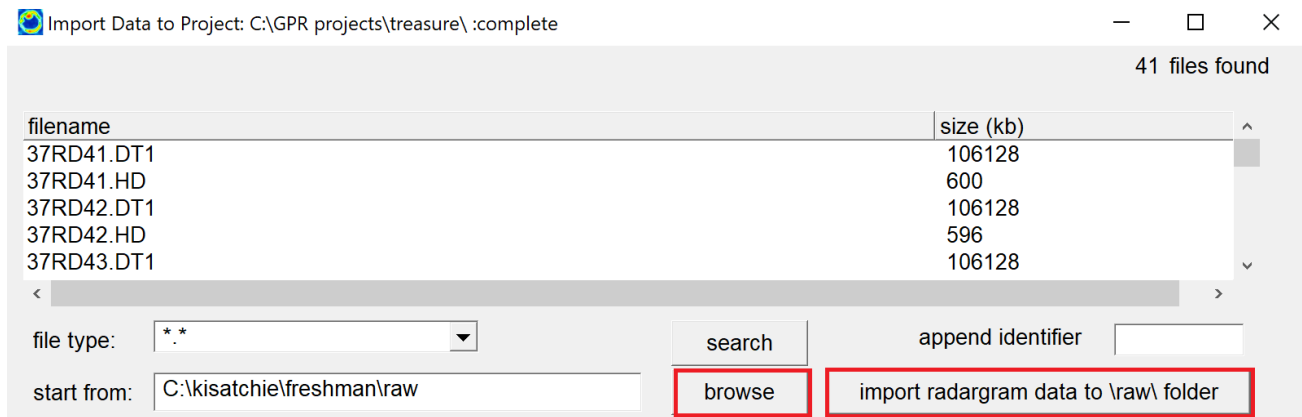 Import Data to Project: C:\GPR projects\treasure\ :complete
41 files found
filename size (kb)
37RD41.DT1 106128
37RD41.HD 600
37RD42.DT1 106128
37RD42.HD 596
37RD43.DT1 106128
file type: *.* search append identifier
start from: C:\kisatchie\freshman\raw browse import radargram data to \raw\ folder